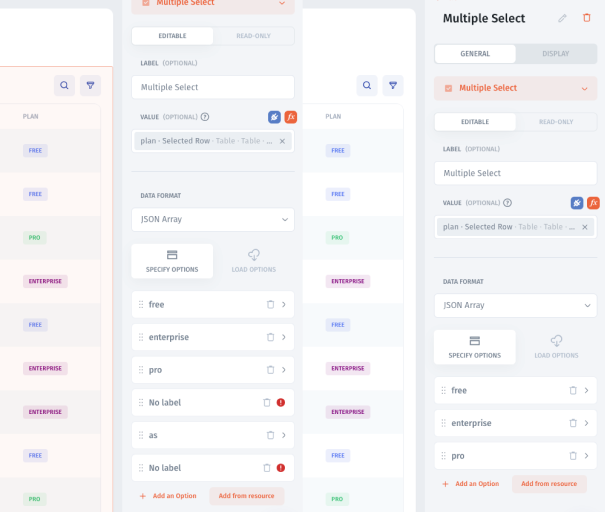 PLAN
FREE
FREE
PRO
ENTERPRISE
FREE
ENTERPRISE
ENTERPRISE
FREE
PRO
Multiple Select
EDITABLE
READ-ONLY
LABEL (OPTIONAL)
Multiple Select
VALUE (OPTIONAL) ?
fx
plan · Selected Row · Table · Table · ... ×
DATA FORMAT
JSON Array
SPECIFY OPTIONS
LOAD OPTIONS
free
enterprise
pro
No label
as
No label
+ Add an Option
Add from resource
PLAN
FREE
FREE
PRO
ENTERPRISE
FREE
ENTERPRISE
ENTERPRISE
FREE
PRO
Multiple Select
GENERAL
DISPLAY
Multiple Select
EDITABLE
READ-ONLY
LABEL (OPTIONAL)
Multiple Select
VALUE (OPTIONAL) ?
fx
plan · Selected Row · Table · Table · ... ×
DATA FORMAT
JSON Array
SPECIFY OPTIONS
LOAD OPTIONS
free
enterprise
pro
+ Add an Option
Add from resource